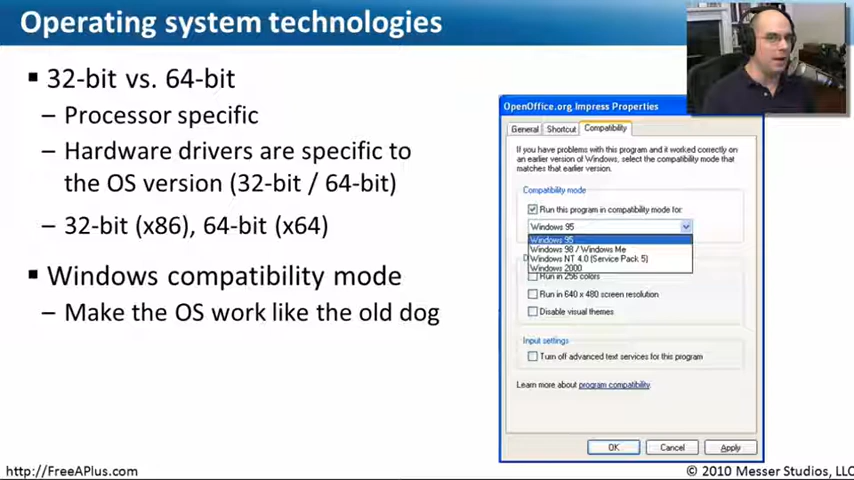 Operating system technologies
▪ 32-bit vs. 64-bit
– Processor specific
– Hardware drivers are specific to
the OS version (32-bit / 64-bit)
– 32-bit (x86), 64-bit (x64)
▪ Windows compatibility mode
– Make the OS work like the old dog
OpenOffice.org Impress Properties
General Shortcut Compatibility
If you have problems with this program and it worked correctly on
an earlier version of Windows, select the compatibility mode that
matches that earlier version.
Compatibility mode
Run this program in compatibility mode for:
Windows 95
Windows 95
Windows 98 / Windows Me
Windows NT 4.0 (Service Pack 5)
Windows 2000
D
Run in 256 colors
Run in 640 x 480 screen resolution
Disable visual themes
Input settings
Turn off advanced text services for this program
Learn more about program compatibility.
OK Cancel Apply
http://FreeAPlus.com
© 2010 Messer Studios, LLC